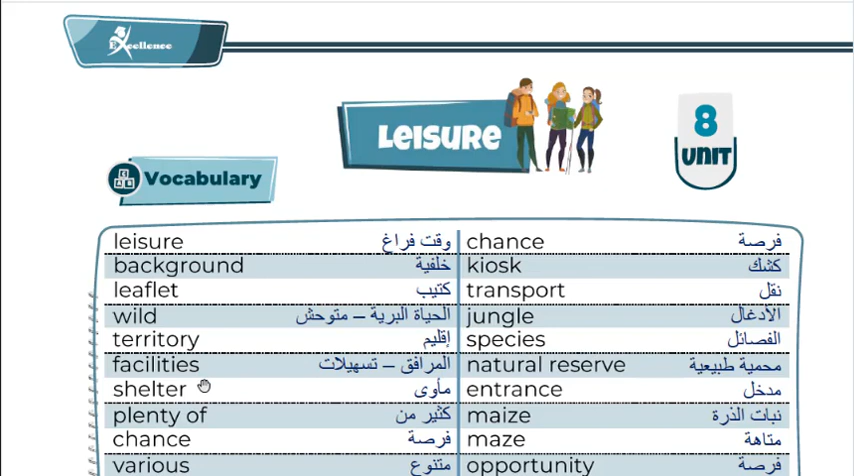 Excellence
Leisure
8
UNIT
Vocabulary
leisure وقت فراغ chance فرصة
background خلفية kiosk كشك
leaflet كتيب transport نقل
wild الحياة البرية – متوحش jungle الأدغال
territory إقليم species الفصائل
facilities المرافق – تسهيلات natural reserve محمية طبيعية
shelter مأوى entrance مدخل
plenty of كثير من maize نبات الذرة
chance فرصة maze متاهة
various متنوع opportunity فرصة